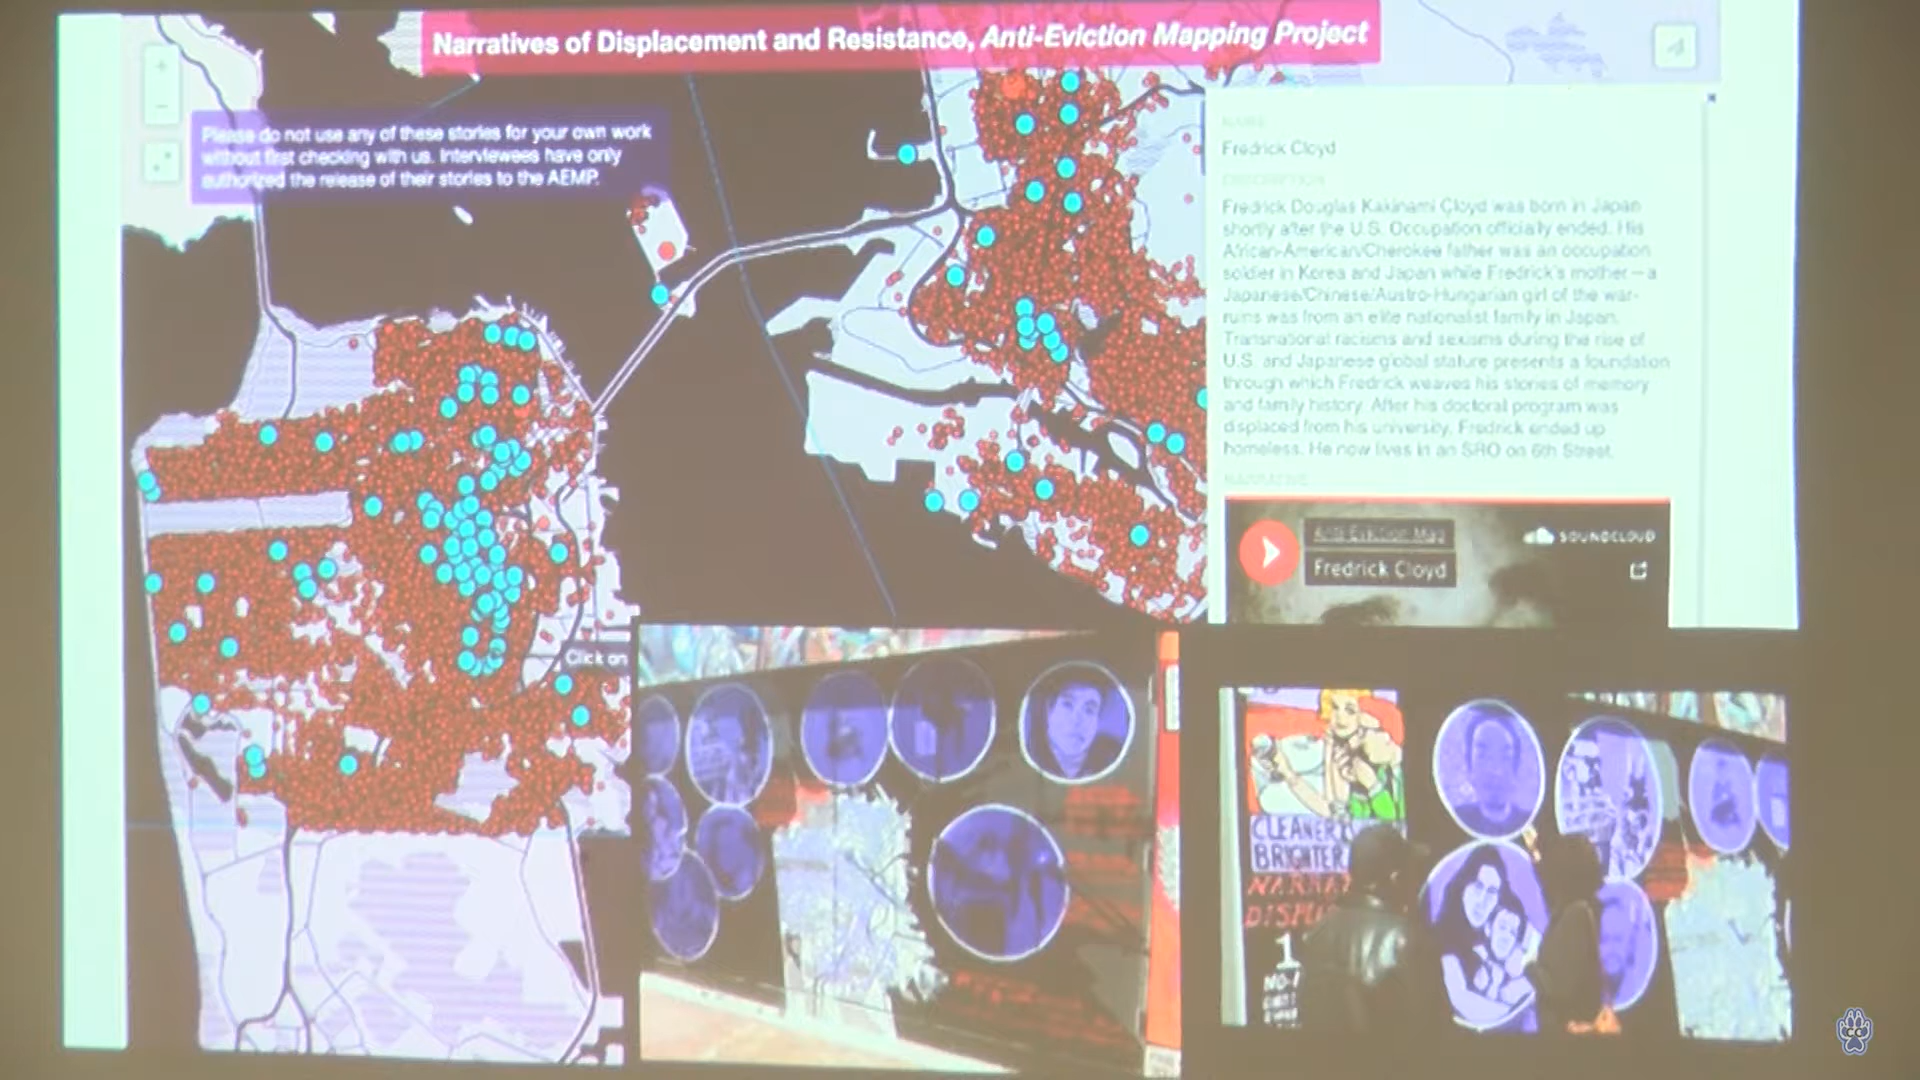 Narratives of Displacement and Resistance, Anti-Eviction Mapping Project
+
−
Please do not use any of these stories for your own work
without first checking with us. Interviewees have only
authorized the release of their stories to the AEMP.
NAME
Fredrick Cloyd
DESCRIPTION
Fredrick Douglas Kakinami Cloyd was born in Japan
shortly after the U.S. Occupation officially ended. His
African-American/Cherokee father was an occupation
soldier in Korea and Japan while Fredrick's mother—a
Japanese/Chinese/Austro-Hungarian girl of the war-
ruins was from an elite nationalist family in Japan.
Transnational racisms and sexisms during the rise of
U.S. and Japanese global stature presents a foundation
through which Fredrick weaves his stories of memory
and family history. After his doctoral program was
displaced from his university, Fredrick ended up
homeless. He now lives in an SRO on 6th Street.
NARRATIVE
Anti Eviction Map
SOUNDCLOUD
Fredrick Cloyd
Click on
CLEANER
BRIGHTER
NARRAT
1
CC